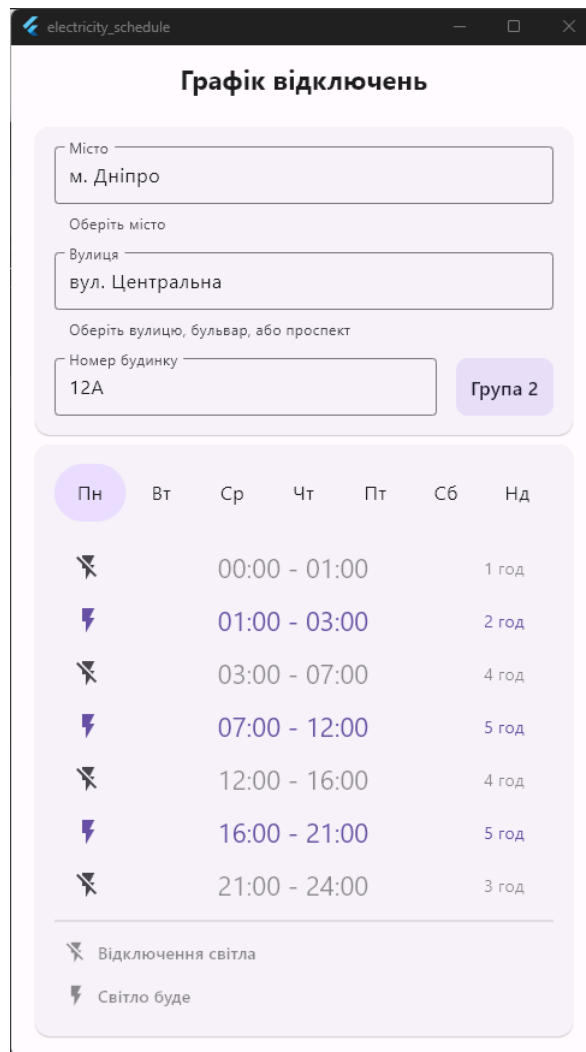 electricity_schedule
Графік відключень
Місто
м. Дніпро
Оберіть місто
Вулиця
вул. Центральна
Оберіть вулицю, бульвар, або проспект
Номер будинку
12А
Група 2
Пн Вт Ср Чт Пт Сб Нд
00:00 - 01:00 1 год
01:00 - 03:00 2 год
03:00 - 07:00 4 год
07:00 - 12:00 5 год
12:00 - 16:00 4 год
16:00 - 21:00 5 год
21:00 - 24:00 3 год
Відключення світла
Світло буде